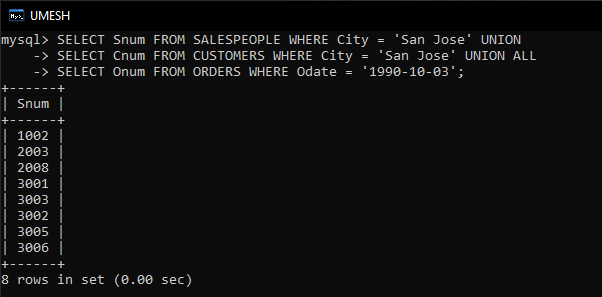 UMESH
mysql> SELECT Snum FROM SALESPEOPLE WHERE City = 'San Jose' UNION
    -> SELECT Cnum FROM CUSTOMERS WHERE City = 'San Jose' UNION ALL
    -> SELECT Onum FROM ORDERS WHERE Odate = '1990-10-03';
+------+
| Snum |
+------+
| 1002 |
| 2003 |
| 2008 |
| 3001 |
| 3003 |
| 3002 |
| 3005 |
| 3006 |
+------+
8 rows in set (0.00 sec)